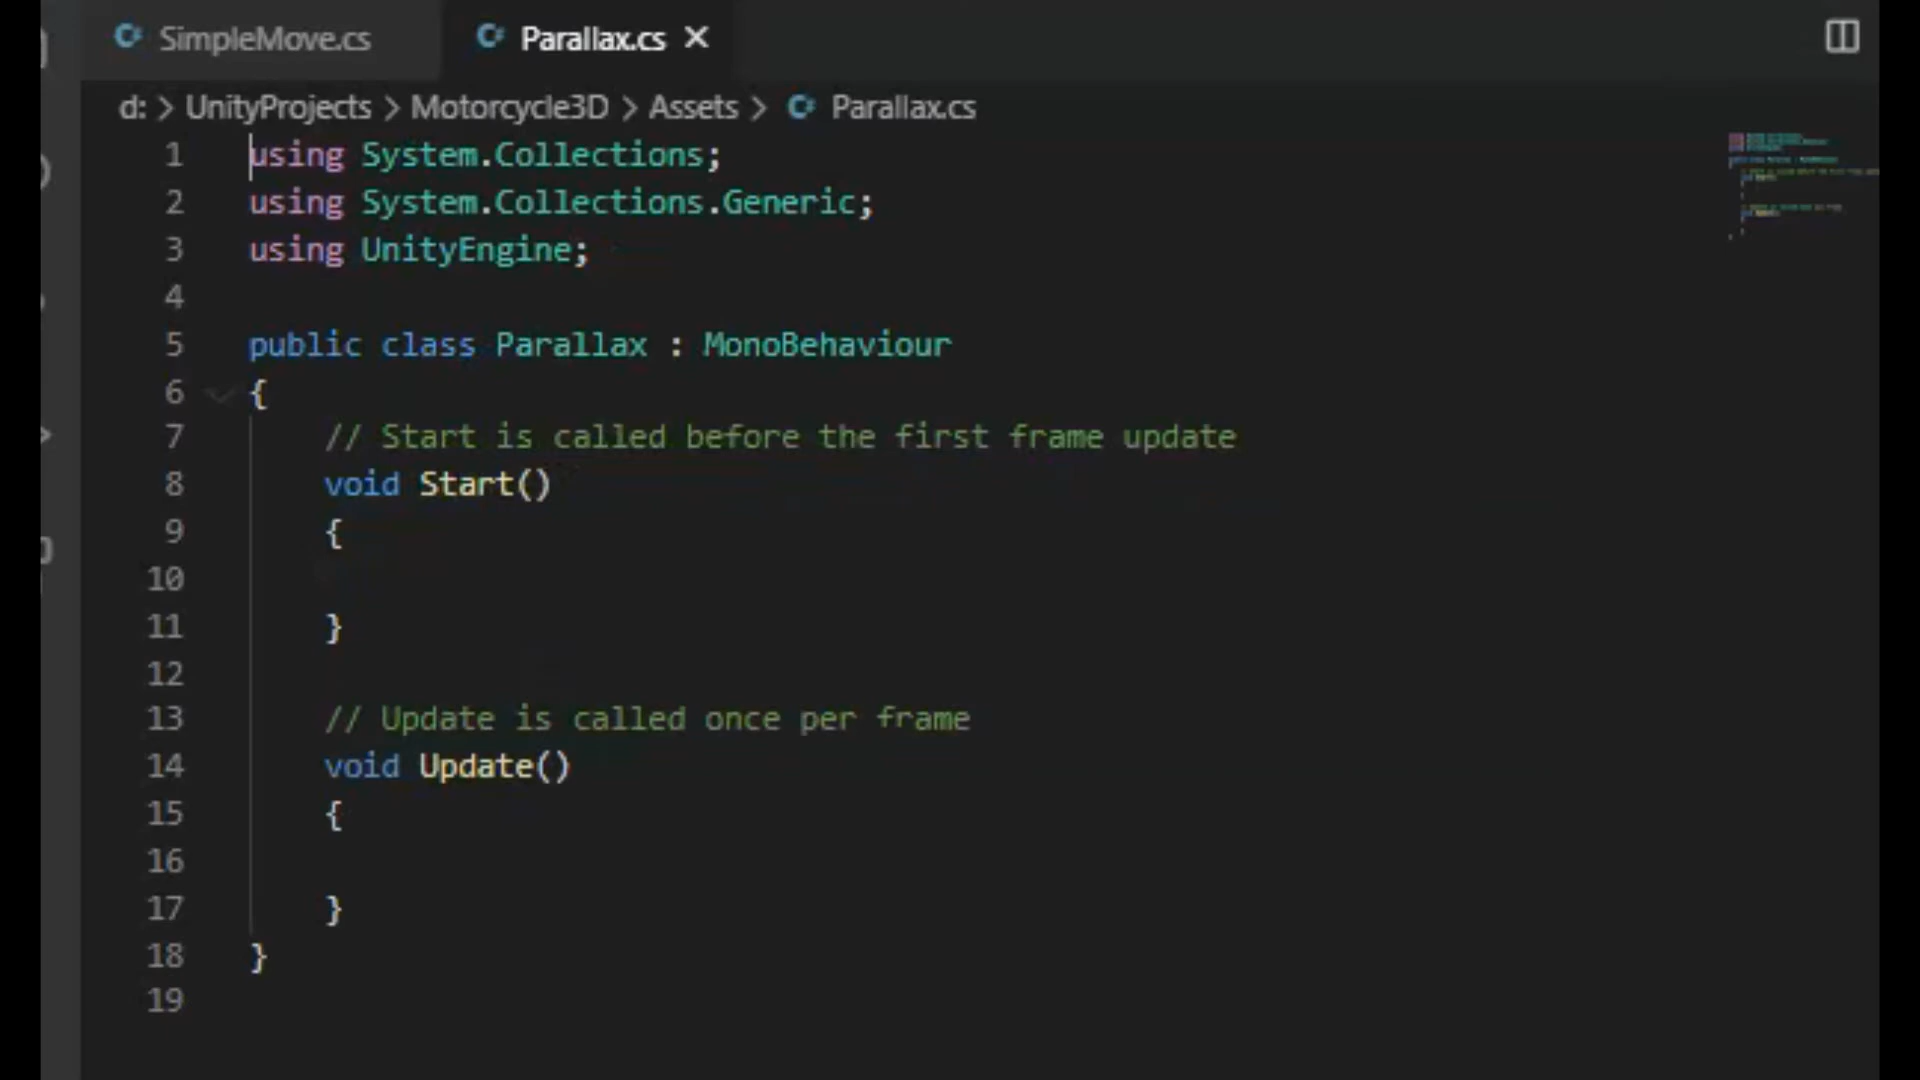 SimpleMove.cs Parallax.cs
d: > UnityProjects > Motorcycle3D > Assets > Parallax.cs
1 using System.Collections;
2 using System.Collections.Generic;
3 using UnityEngine;
4
5 public class Parallax : MonoBehaviour
6 {
7 // Start is called before the first frame update
8 void Start()
9 {
10
11 }
12
13 // Update is called once per frame
14 void Update()
15 {
16
17 }
18 }
19